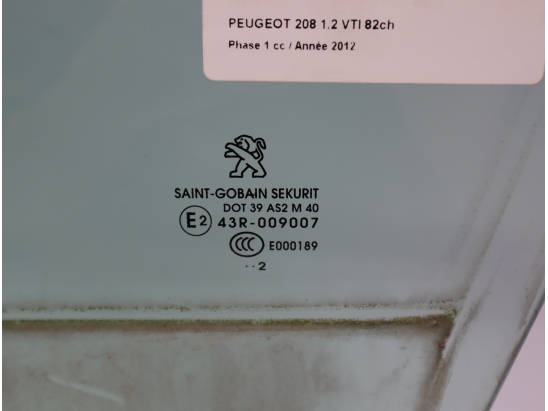 PEUGEOT 208 1.2 VTI 82ch
Phase 1 cc / Année 2012
SAINT-GOBAIN SEKURIT
DOT 39 AS2 M 40
E2 43R-009007
CCC E000189
··2